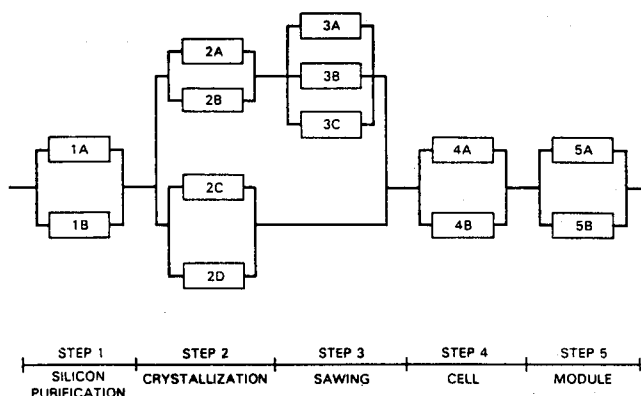 3A
2A
3B
2B
3C
1A
4A
5A
2C
1B
4B
5B
2D
STEP 1
STEP 2
STEP 3
STEP 4
STEP 5
SILICON
PURIFICATION
CRYSTALLIZATION
SAWING
CELL
MODULE